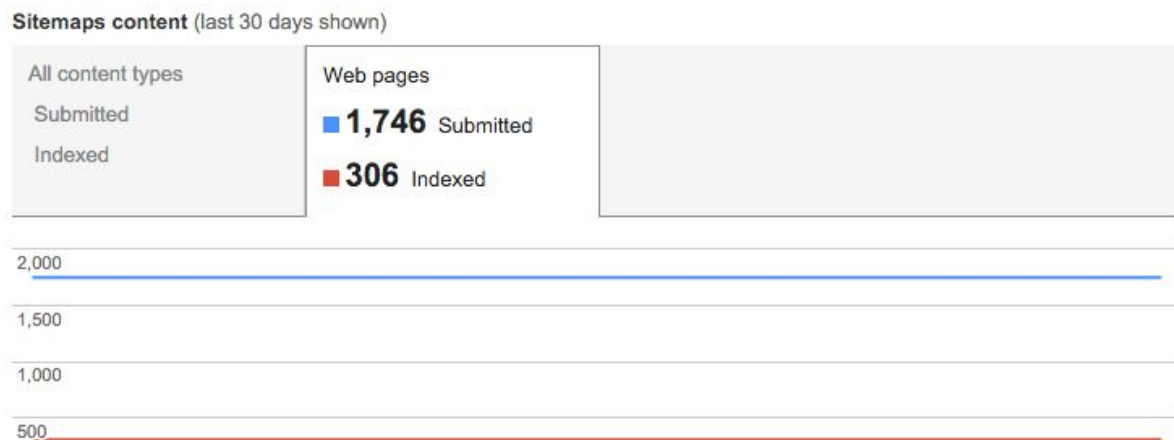 Sitemaps content (last 30 days shown)
All content types
Submitted
Indexed
Web pages
1,746 Submitted
306 Indexed
2,000
1,500
1,000
500